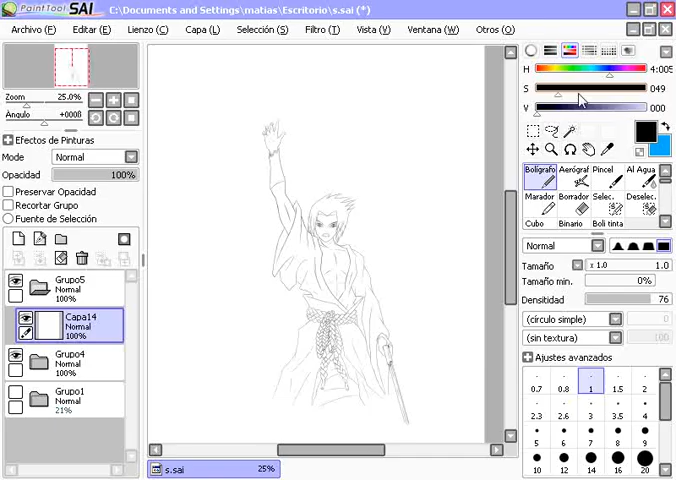 PaintTool SAI C:\Documents and Settings\matias\Escritorio\s.sai (*)
Archivo (F) Editar (E) Lienzo (C) Capa (L) Selección (S) Filtro (T) Vista (V) Ventana (W) Otros (O)
Zoom 25.0%
Ángulo
Efectos de Pinturas
Mode Normal
Opacidad 100%
Preservar Opacidad
Recortar Grupo
Fuente de Selección
Grupo5
Normal
100%
Capa14
Normal
100%
Grupo4
Normal
100%
Grupo1
Normal
21%
s.sai 25%
H 4:005
S 049
V 000
Bolígrafo Aerógraf Pincel Al Agua
Marador Borrador Selec. Deselec.
Cubo Binario Boli tinta
Normal
Tamaño x 1.0 1.0
Tamaño min. 0%
Densitidad 76
(círculo simple) 0
(sin textura) 100
Ajustes avanzados
0.7 0.8 1 1.5 2
2.3 2.6 3 3.5 4
5 6 7 8 9
10 12 14 16 20